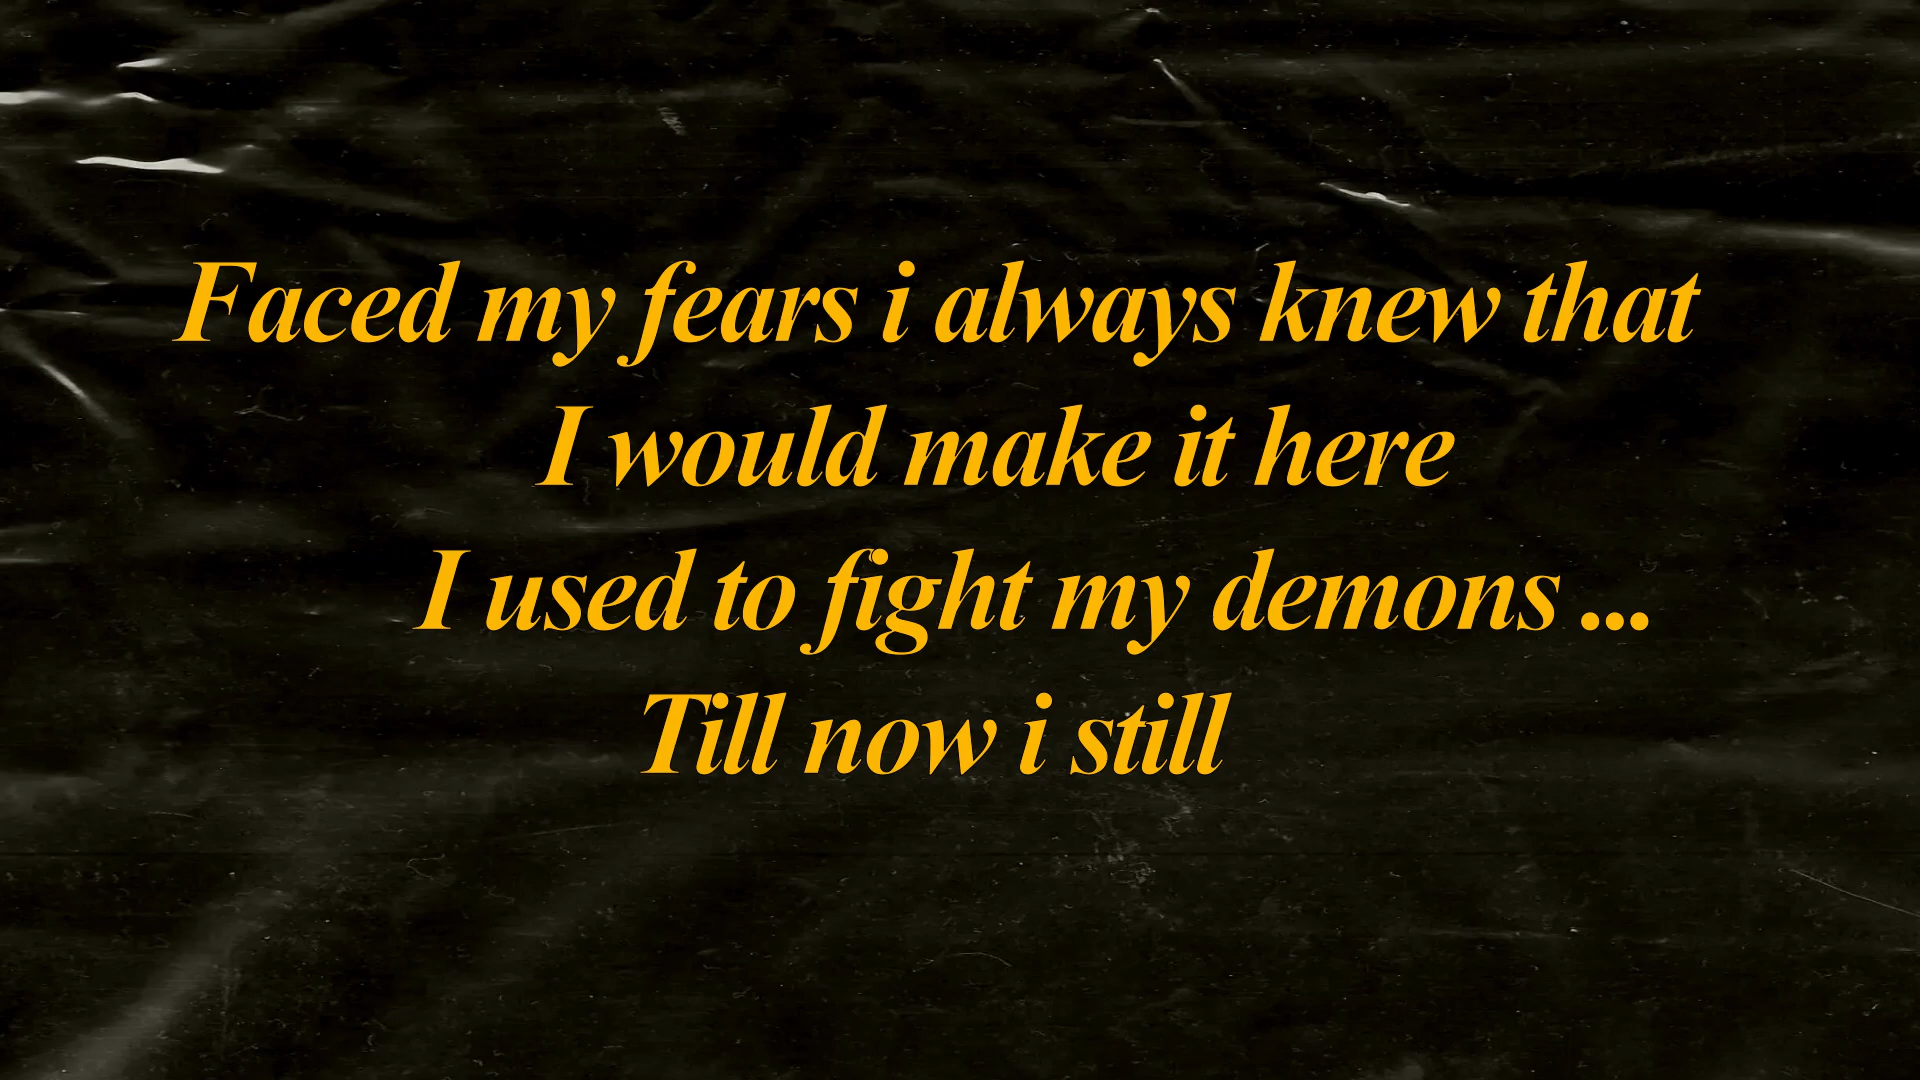 Faced my fears i always knew that
I would make it here
I used to fight my demons ...
Till now i still